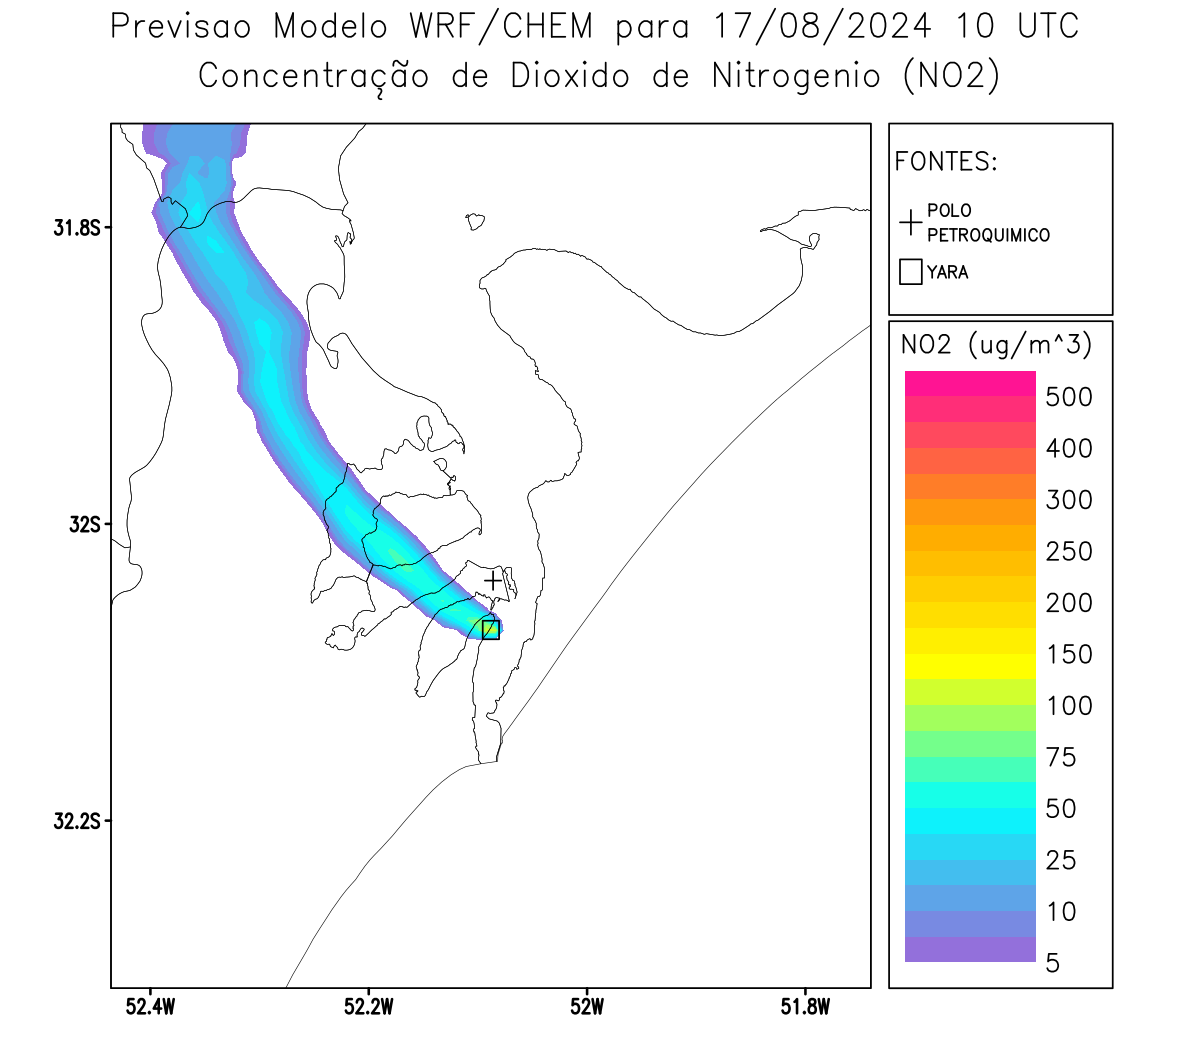 Previsao Modelo WRF/CHEM para 17/08/2024 10 UTC
Concentração de Dioxido de Nitrogenio (NO2)
FONTES:
POLO
PETROQUIMICO
YARA
NO2 (ug/m^3)
500
400
300
250
200
150
100
75
50
25
10
5
31.8S
32S
32.2S
52.4W
52.2W
52W
51.8W